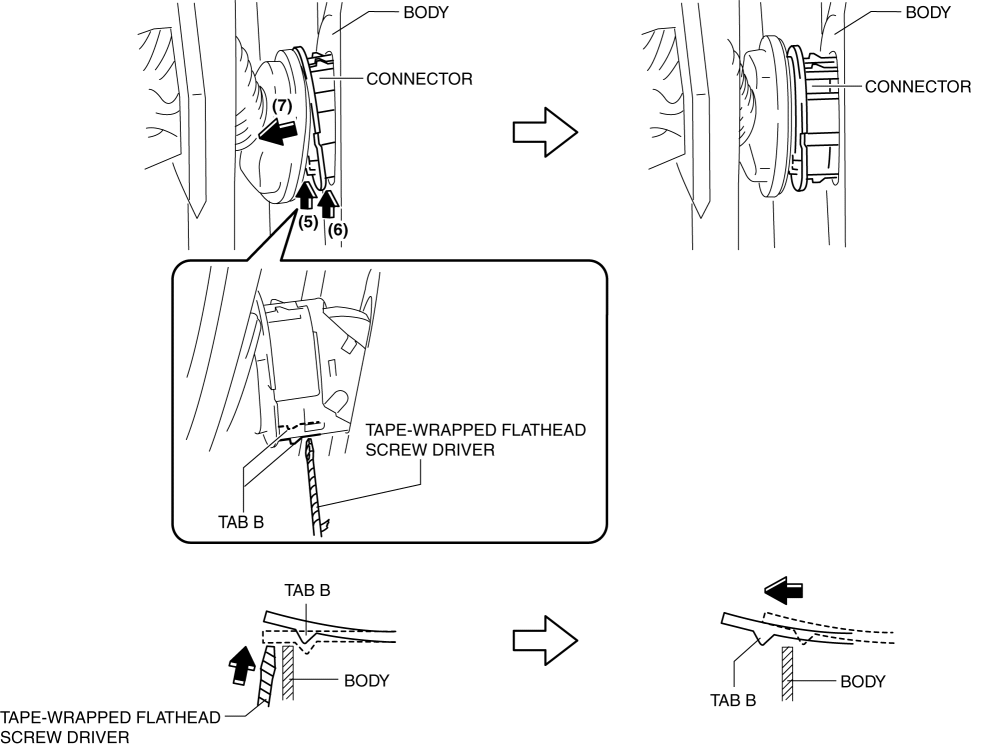 BODY
CONNECTOR
(7)
(5)
(6)
BODY
CONNECTOR
TAPE-WRAPPED FLATHEAD
SCREW DRIVER
TAB B
TAB B
BODY
TAPE-WRAPPED FLATHEAD
SCREW DRIVER
BODY
TAB B